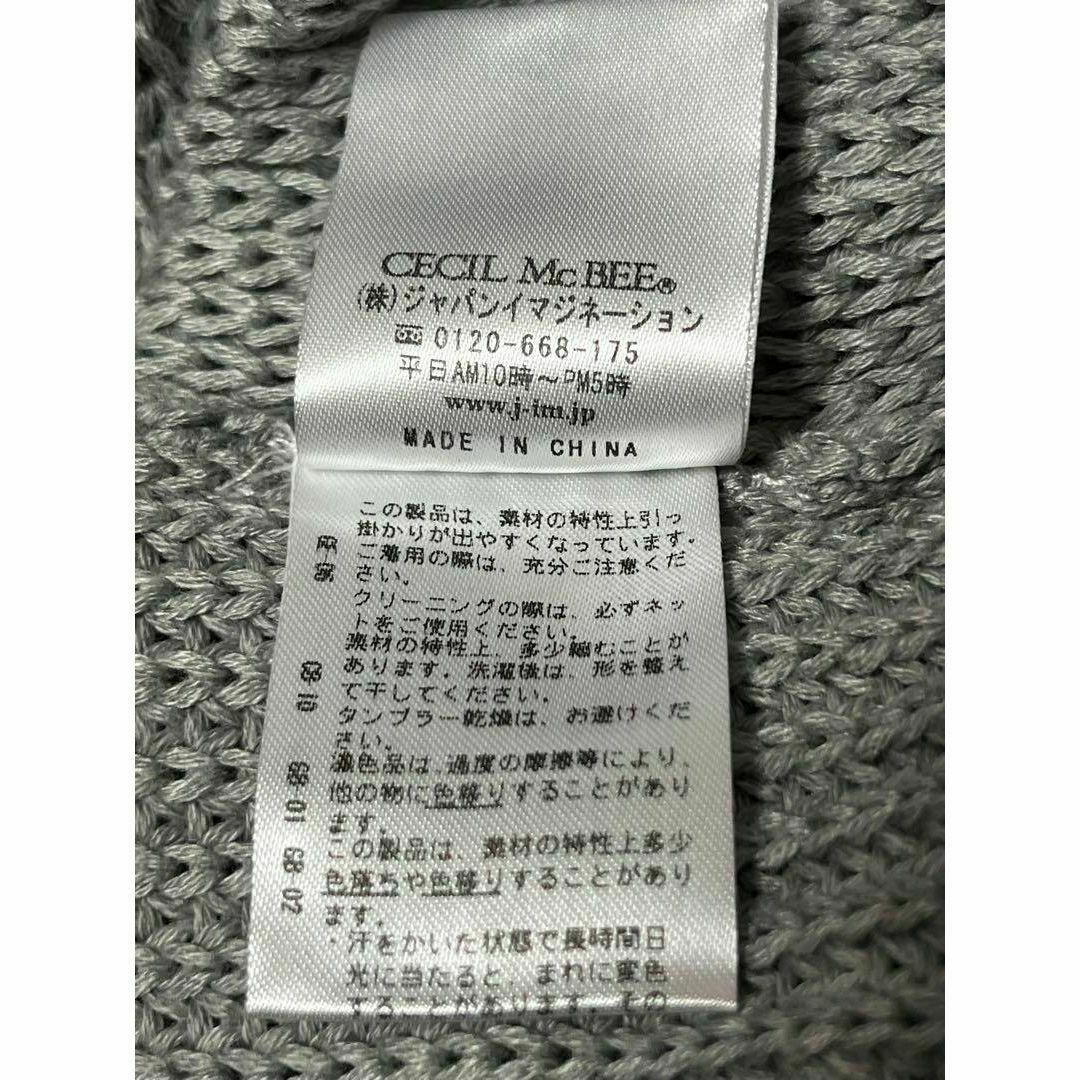 CECIL McBEE®
(株)ジャパンイマジネーション
0120-668-175
平日AM10時～PM5時
www.j-im.jp
MADE IN CHINA
この製品は、素材の特性上引っ
掛かりが出やすくなっています。
ご着用の際は、充分ご注意くだ
さい。
クリーニングの際は、必ずネッ
トをご使用ください。
素材の特性上、多少縮むことが
あります。洗濯後は、形を整え
て干してください。
タンブラー乾燥は、お避けくだ
さい。
濃色品は、過度の摩擦等により、
他の物に色移りすることがあり
ます。
この製品は、素材の特性上多少
色落ちや色移りすることがあり
ます。
・汗をかいた状態で長時間日
光に当たると、まれに変色
することがあります。その